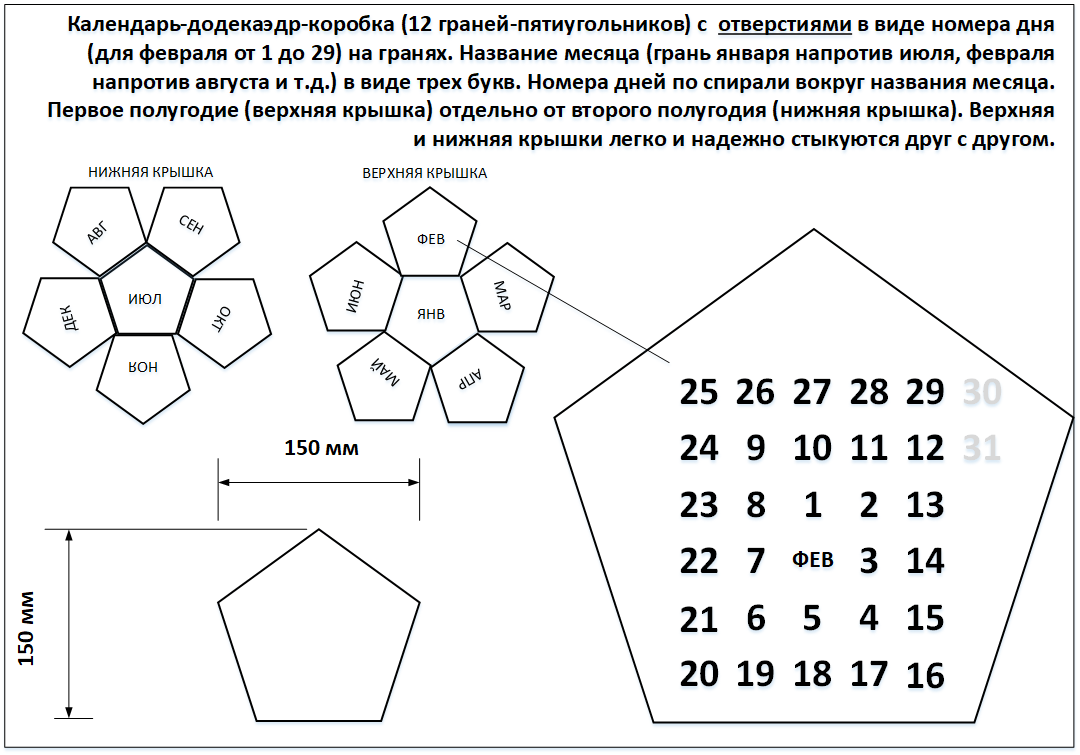 Календарь-додекаэдр-коробка (12 граней-пятиугольников) с отверстиями в виде номера дня
(для февраля от 1 до 29) на гранях. Название месяца (грань января напротив июля, февраля
напротив августа и т.д.) в виде трех букв. Номера дней по спирали вокруг названия месяца.
Первое полугодие (верхняя крышка) отдельно от второго полугодия (нижняя крышка). Верхняя
и нижняя крышки легко и надежно стыкуются друг с другом.
НИЖНЯЯ КРЫШКА
АВГ
СЕН
ИЮЛ
ДЕК
ОКТ
НОЯ
ВЕРХНЯЯ КРЫШКА
ФЕВ
ИЮН
МАР
ЯНВ
МАЙ
АПР
150 мм
150 мм
25 26 27 28 29 30
24 9 10 11 12 31
23 8 1 2 13
22 7 ФЕВ 3 14
21 6 5 4 15
20 19 18 17 16